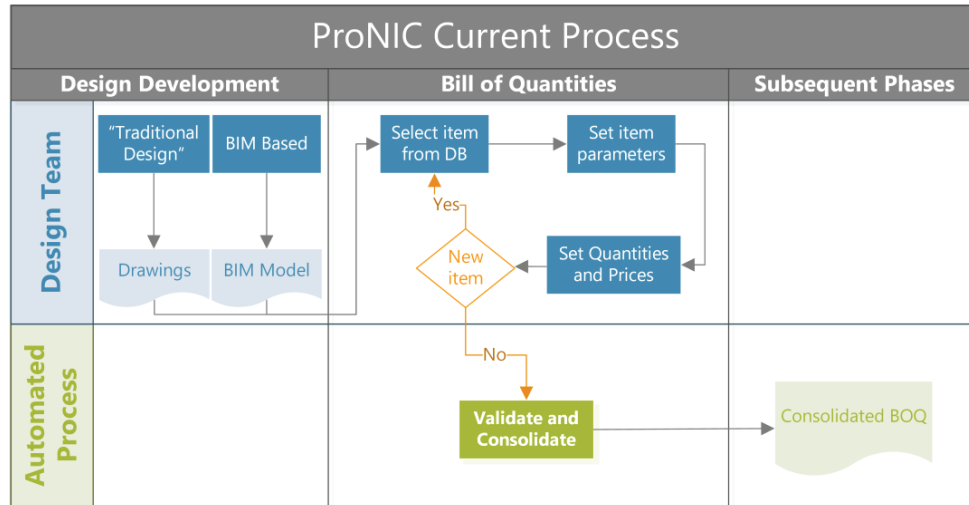 ProNIC Current Process
Design Development
Bill of Quantities
Subsequent Phases
Design Team
"Traditional
Design"
BIM Based
Select item
from DB
Set item
parameters
Yes
Drawings
BIM Model
New
item
Set Quantities
and Prices
No
Automated
Process
Validate and
Consolidate
Consolidated BOQ